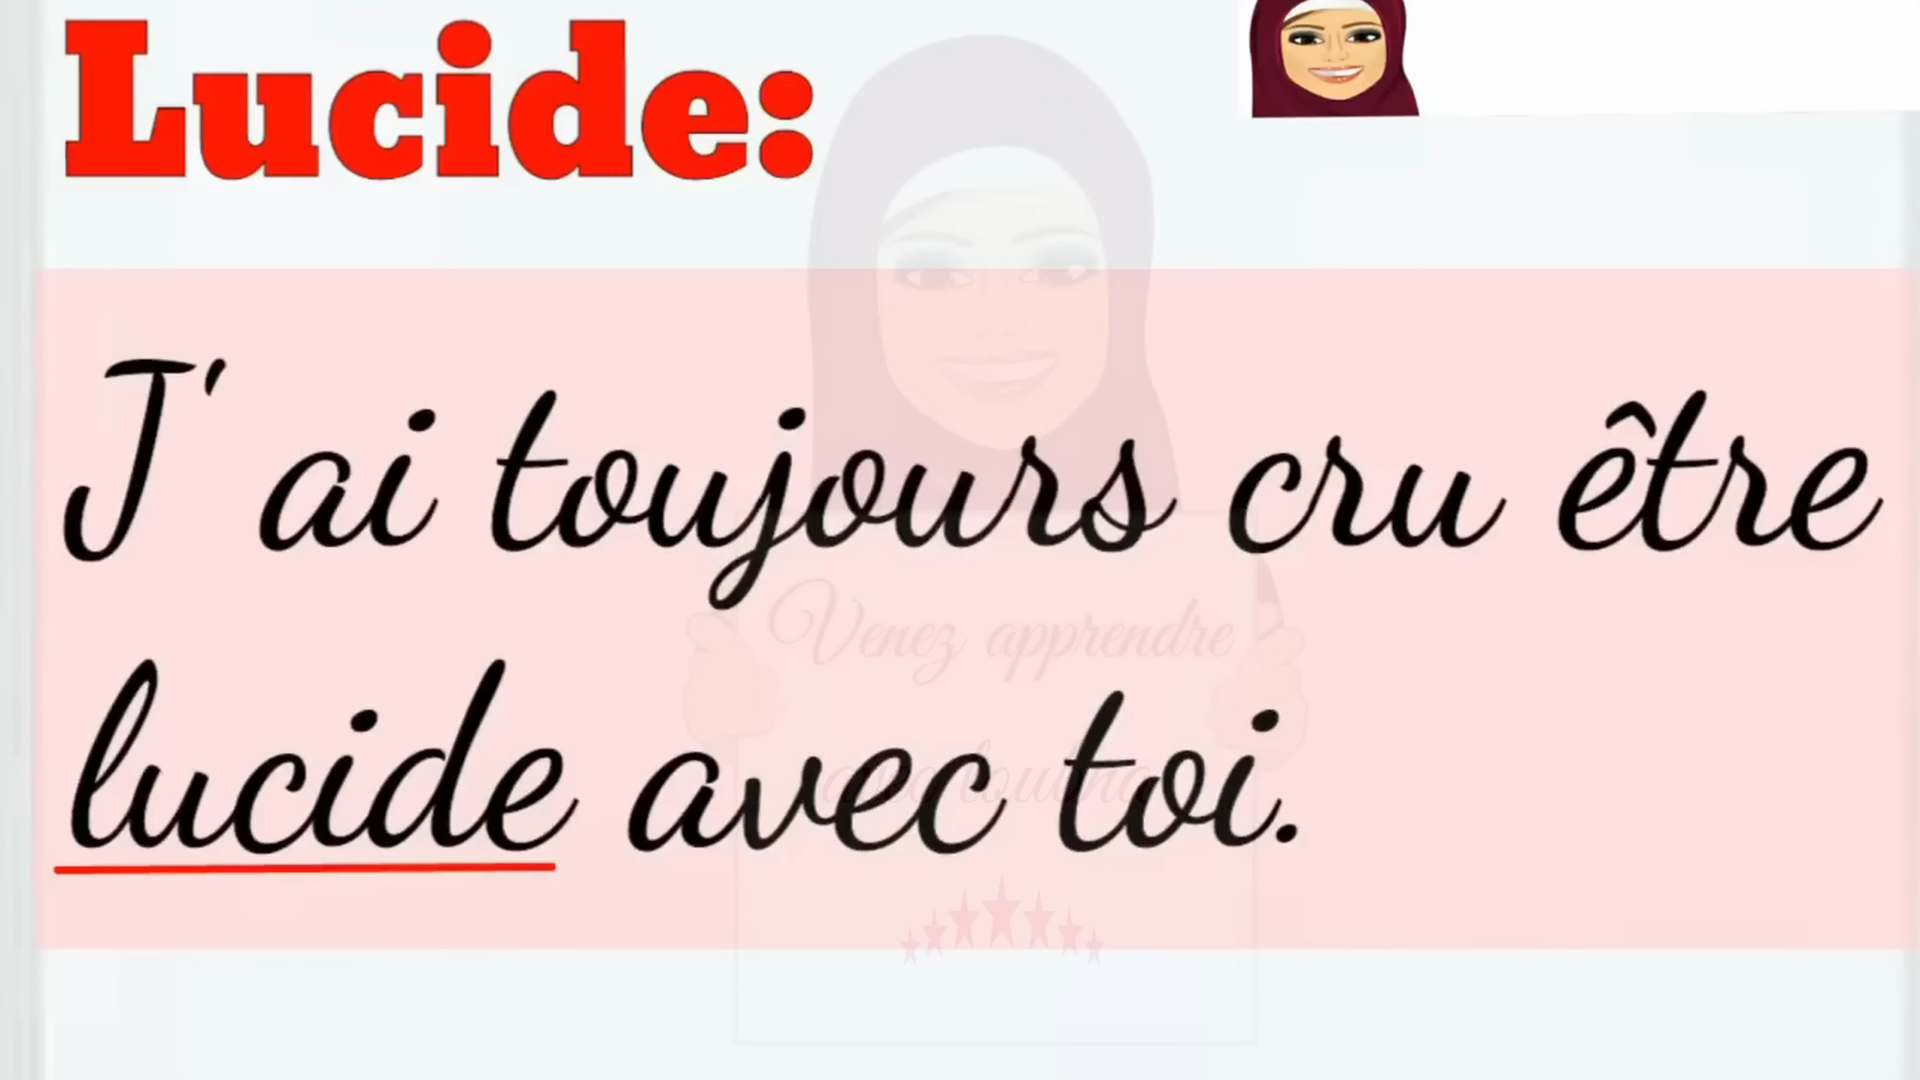 Lucide:
J'ai toujours cru être
lucide avec toi.
Venez apprendre